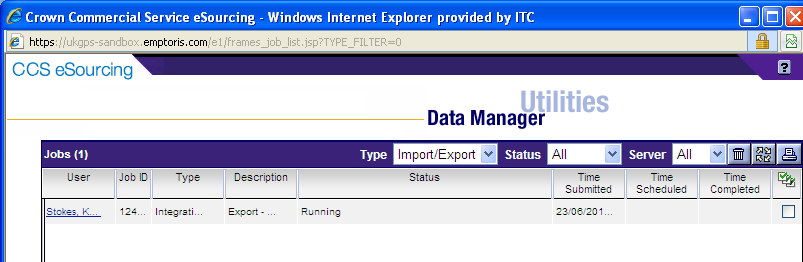 Crown Commercial Service eSourcing - Windows Internet Explorer provided by ITC
https://ukgps-sandbox.emptoris.com/e1/frames_job_list.jsp?TYPE_FILTER=0
CCS eSourcing ?
Utilities
Data Manager
Jobs (1) Type Import/Export Status All Server All
User Job ID Type Description Status Time Submitted Time Scheduled Time Completed
Stokes, K... 124... Integrati... Export - ... Running 23/06/201...